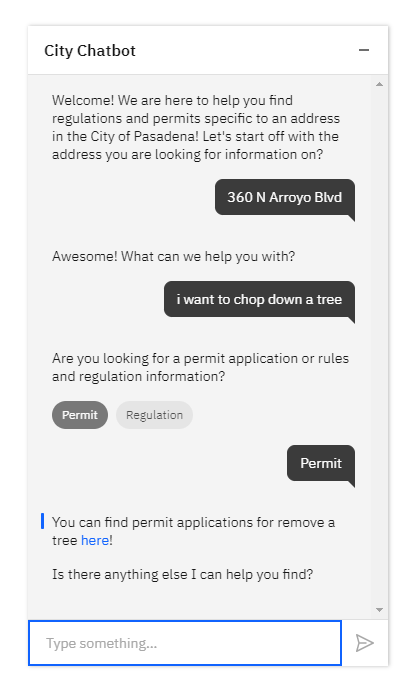 City Chatbot
Welcome! We are here to help you find
regulations and permits specific to an address
in the City of Pasadena! Let's start off with the
address you are looking for information on?
360 N Arroyo Blvd
Awesome! What can we help you with?
i want to chop down a tree
Are you looking for a permit application or rules
and regulation information?
Permit Regulation
Permit
You can find permit applications for remove a
tree here!
Is there anything else I can help you find?
Type something...